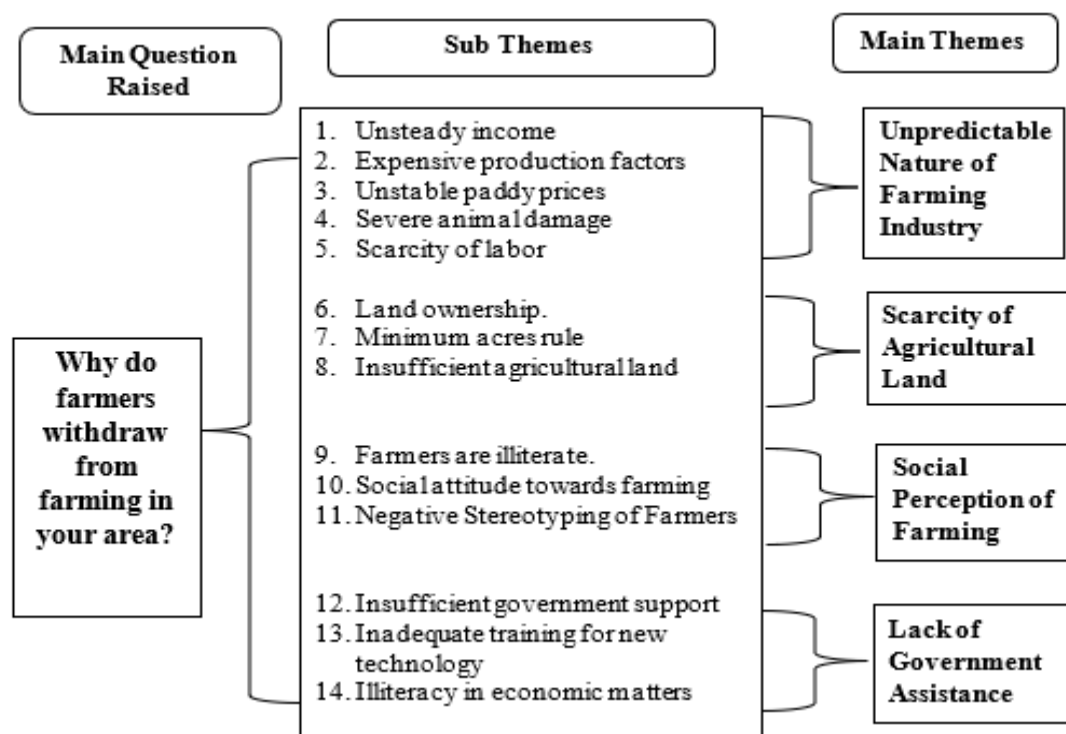 Main Question
Raised
Sub Themes
Main Themes
Why do
farmers
withdraw
from
farming in
your area?
1. Unsteady income
2. Expensive production factors
3. Unstable paddy prices
4. Severe animal damage
5. Scarcity of labor
6. Land ownership.
7. Minimum acres rule
8. Insufficient agricultural land
9. Farmers are illiterate.
10. Social attitude towards farming
11. Negative Stereotyping of Farmers
12. Insufficient government support
13. Inadequate training for new
technology
14. Illiteracy in economic matters
Unpredictable
Nature of
Farming
Industry
Scarcity of
Agricultural
Land
Social
Perception of
Farming
Lack of
Government
Assistance